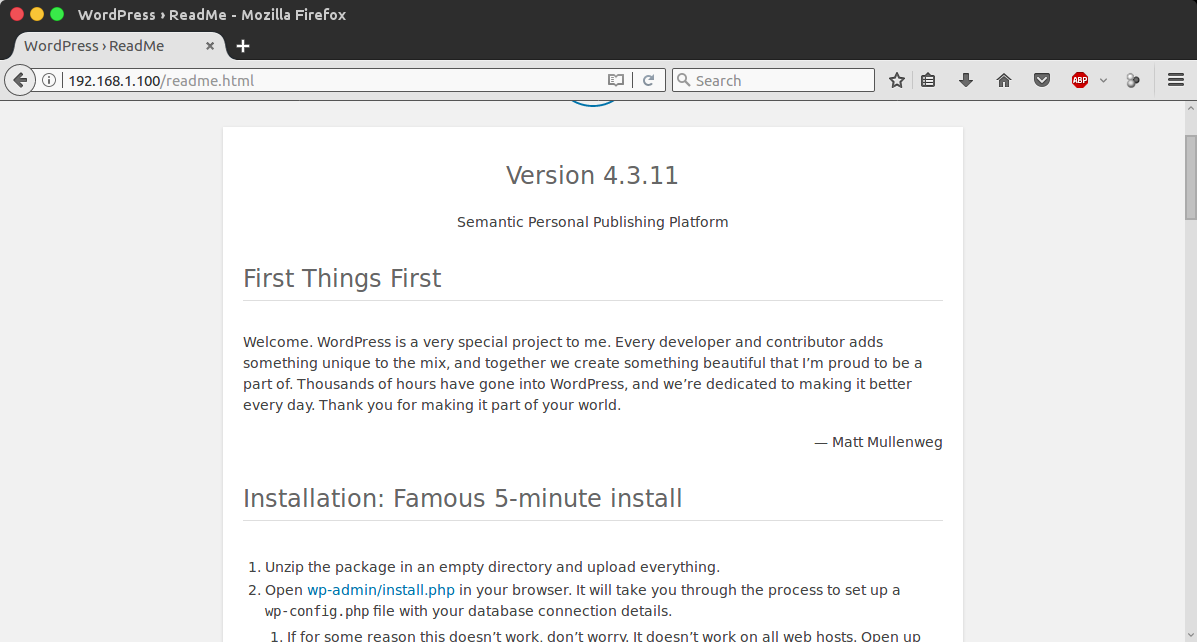 WordPress › ReadMe - Mozilla Firefox
WordPress › ReadMe
192.168.1.100/readme.html
Search
ABP
Version 4.3.11
Semantic Personal Publishing Platform
First Things First
Welcome. WordPress is a very special project to me. Every developer and contributor adds
something unique to the mix, and together we create something beautiful that I’m proud to be a
part of. Thousands of hours have gone into WordPress, and we’re dedicated to making it better
every day. Thank you for making it part of your world.
— Matt Mullenweg
Installation: Famous 5-minute install
1. Unzip the package in an empty directory and upload everything.
2. Open wp-admin/install.php in your browser. It will take you through the process to set up a
wp-config.php file with your database connection details.
1. If for some reason this doesn’t work, don’t worry. It doesn’t work on all web hosts. Open up